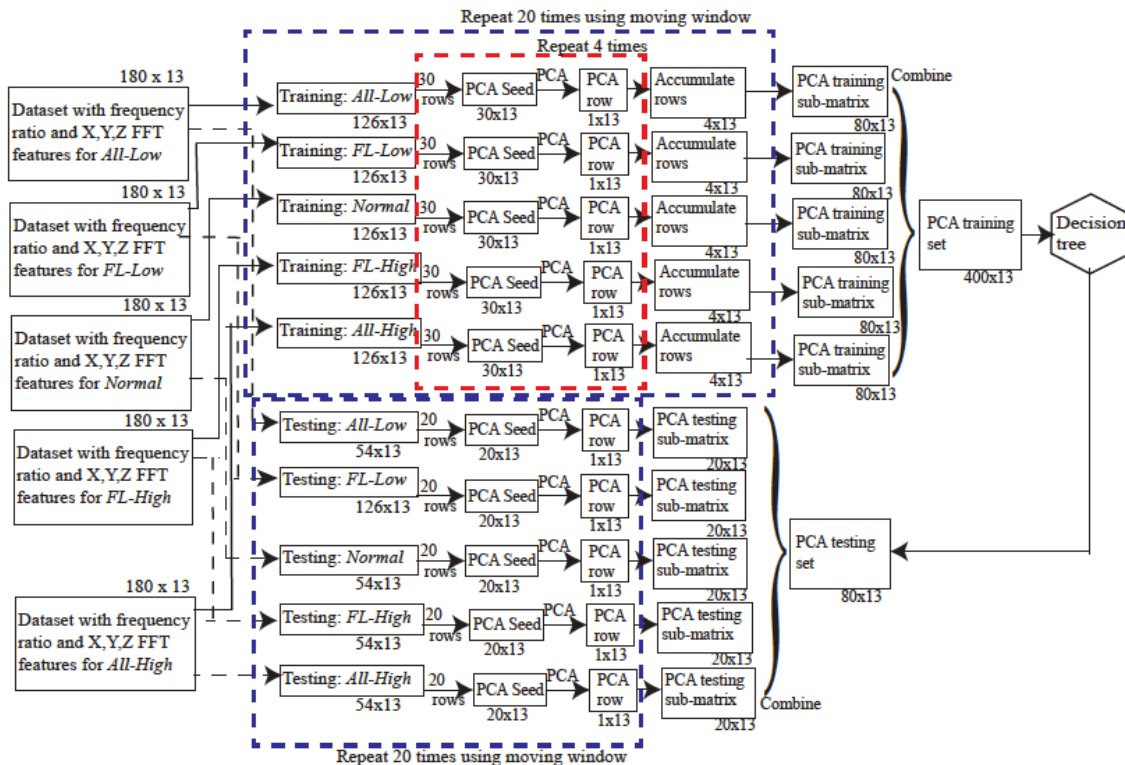 Repeat 20 times using moving window
Repeat 4 times
180 x 13
Dataset with frequency
ratio and X,Y,Z FFT
features for All-Low
180 x 13
Dataset with frequency
ratio and X,Y,Z FFT
features for FL-Low
180 x 13
Dataset with frequency
ratio and X,Y,Z FFT
features for Normal
180 x 13
Dataset with frequency
ratio and X,Y,Z FFT
features for FL-High
180 x 13
Dataset with frequency
ratio and X,Y,Z FFT
features for All-High
Training: All-Low
126x13
30
rows
PCA Seed
30x13
PCA
PCA
row
1x13
Accumulate
rows
4x13
PCA training
sub-matrix
80x13
Training: FL-Low
126x13
30
rows
PCA Seed
30x13
PCA
PCA
row
1x13
Accumulate
rows
4x13
PCA training
sub-matrix
80x13
Training: Normal
126x13
30
rows
PCA Seed
30x13
PCA
PCA
row
1x13
Accumulate
rows
4x13
PCA training
sub-matrix
80x13
Training: FL-High
126x13
30
rows
PCA Seed
30x13
PCA
PCA
row
1x13
Accumulate
rows
4x13
PCA training
sub-matrix
80x13
Training: All-High
126x13
30
rows
PCA Seed
30x13
PCA
PCA
row
1x13
Accumulate
rows
4x13
PCA training
sub-matrix
80x13
Combine
PCA training
set
400x13
Decision
tree
Testing: All-Low
54x13
20
rows
PCA Seed
20x13
PCA
PCA
row
1x13
PCA testing
sub-matrix
20x13
Testing: FL-Low
126x13
20
rows
PCA Seed
20x13
PCA
PCA
row
1x13
PCA testing
sub-matrix
20x13
Testing: Normal
54x13
20
rows
PCA Seed
20x13
PCA
PCA
row
1x13
PCA testing
sub-matrix
20x13
Testing: FL-High
54x13
20
rows
PCA Seed
20x13
PCA
PCA
row
1x13
PCA testing
sub-matrix
20x13
Testing: All-High
54x13
20
rows
PCA Seed
20x13
PCA
PCA
row
1x13
PCA testing
sub-matrix
20x13
Combine
PCA testing
set
80x13
Repeat 20 times using moving window